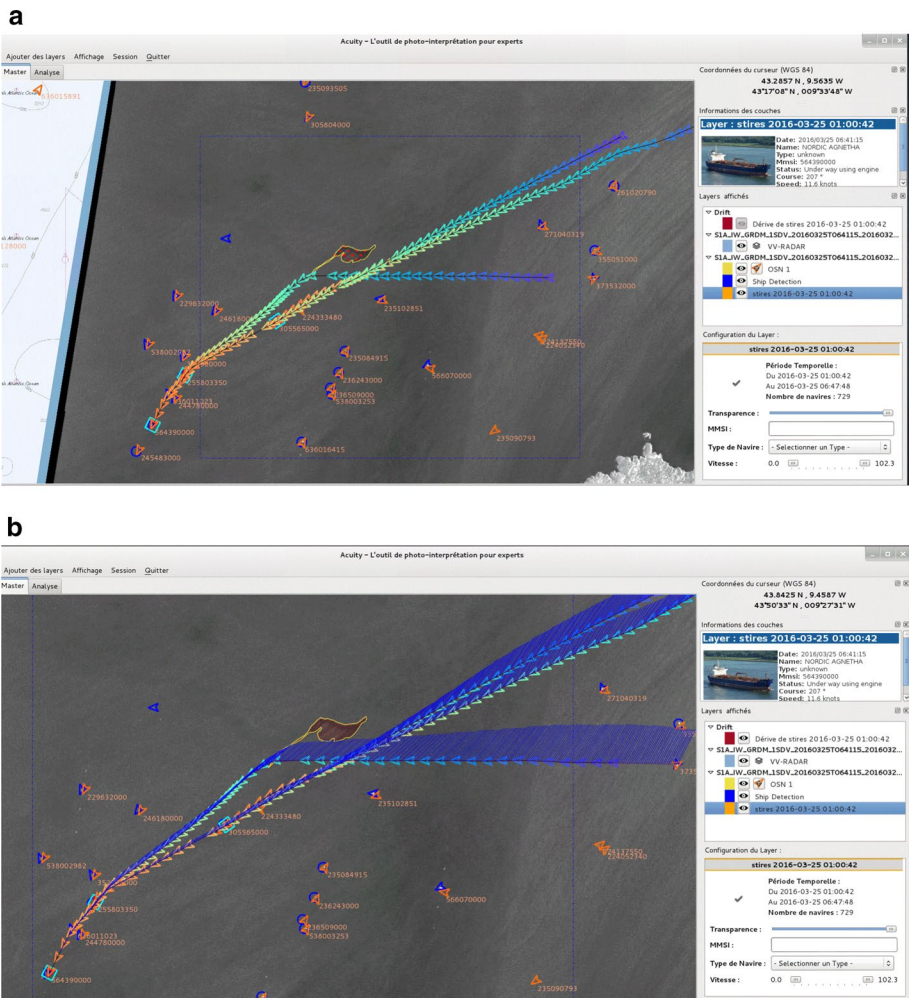 a
Acuity - L'outil de photo-interprétation pour experts
Ajouter des layers Affichage Session Quitter
Master Analyse
636015891
235093505
305804000
261020790
271040319
355051000
373532000
235102851
229632000
246180000
224333480
305565000
538002982
235084915
566070000
224052340
236243000
255803350
244780000
538003253
564390000
235090793
636016415
245483000
Coordonnées du curseur (WGS 84)
43.2857 N , 9.5635 W
43°17'08" N , 009°33'48" W
Informations des couches
Layer : stires 2016-03-25 01:00:42
Date: 2016/03/25 06:41:15
Name: NORDIC AGNETHA
Type: unknown
Mmsi: 564390000
Status: Under way using engine
Course: 207 °
Speed: 11.6 knots
Layers affichés
Drift
Dérive de stires 2016-03-25 01:00:42
S1A_IW_GRDM_1SDV_20160325T064115_2016032...
VV-RADAR
S1A_IW_GRDM_1SDV_20160325T064115_2016032...
OSN 1
Ship Detection
stires 2016-03-25 01:00:42
Configuration du Layer :
stires 2016-03-25 01:00:42
Période Temporelle :
Du 2016-03-25 01:00:42
Au 2016-03-25 06:47:48
Nombre de navires : 729
Transparence :
MMSI :
Type de Navire : - Selectionner un Type -
Vitesse : 0.0 102.3
b
Acuity - L'outil de photo-interprétation pour experts
Ajouter des layers Affichage Session Quitter
Master Analyse
271040319
229632000
246180000
224333480
235102851
305565000
224052340
538002982
235084915
566070000
236243000
255803350
236509000
538003253
244780000
564390000
235090793
Coordonnées du curseur (WGS 84)
43.8425 N , 9.4587 W
43°50'33" N , 009°27'31" W
Informations des couches
Layer : stires 2016-03-25 01:00:42
Date: 2016/03/25 06:41:15
Name: NORDIC AGNETHA
Type: unknown
Mmsi: 564390000
Status: Under way using engine
Course: 207 °
Speed: 11.6 knots
Layers affichés
Drift
Dérive de stires 2016-03-25 01:00:42
S1A_IW_GRDM_1SDV_20160325T064115_2016032...
VV-RADAR
S1A_IW_GRDM_1SDV_20160325T064115_2016032...
OSN 1
Ship Detection
stires 2016-03-25 01:00:42
Configuration du Layer :
stires 2016-03-25 01:00:42
Période Temporelle :
Du 2016-03-25 01:00:42
Au 2016-03-25 06:47:48
Nombre de navires : 729
Transparence :
MMSI :
Type de Navire : - Selectionner un Type -
Vitesse : 0.0 102.3